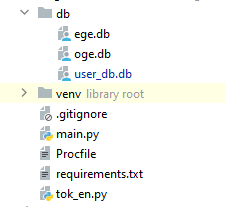 db
ege.db
oge.db
user_db.db
venv library root
.gitignore
main.py
Procfile
requirements.txt
tok_en.py